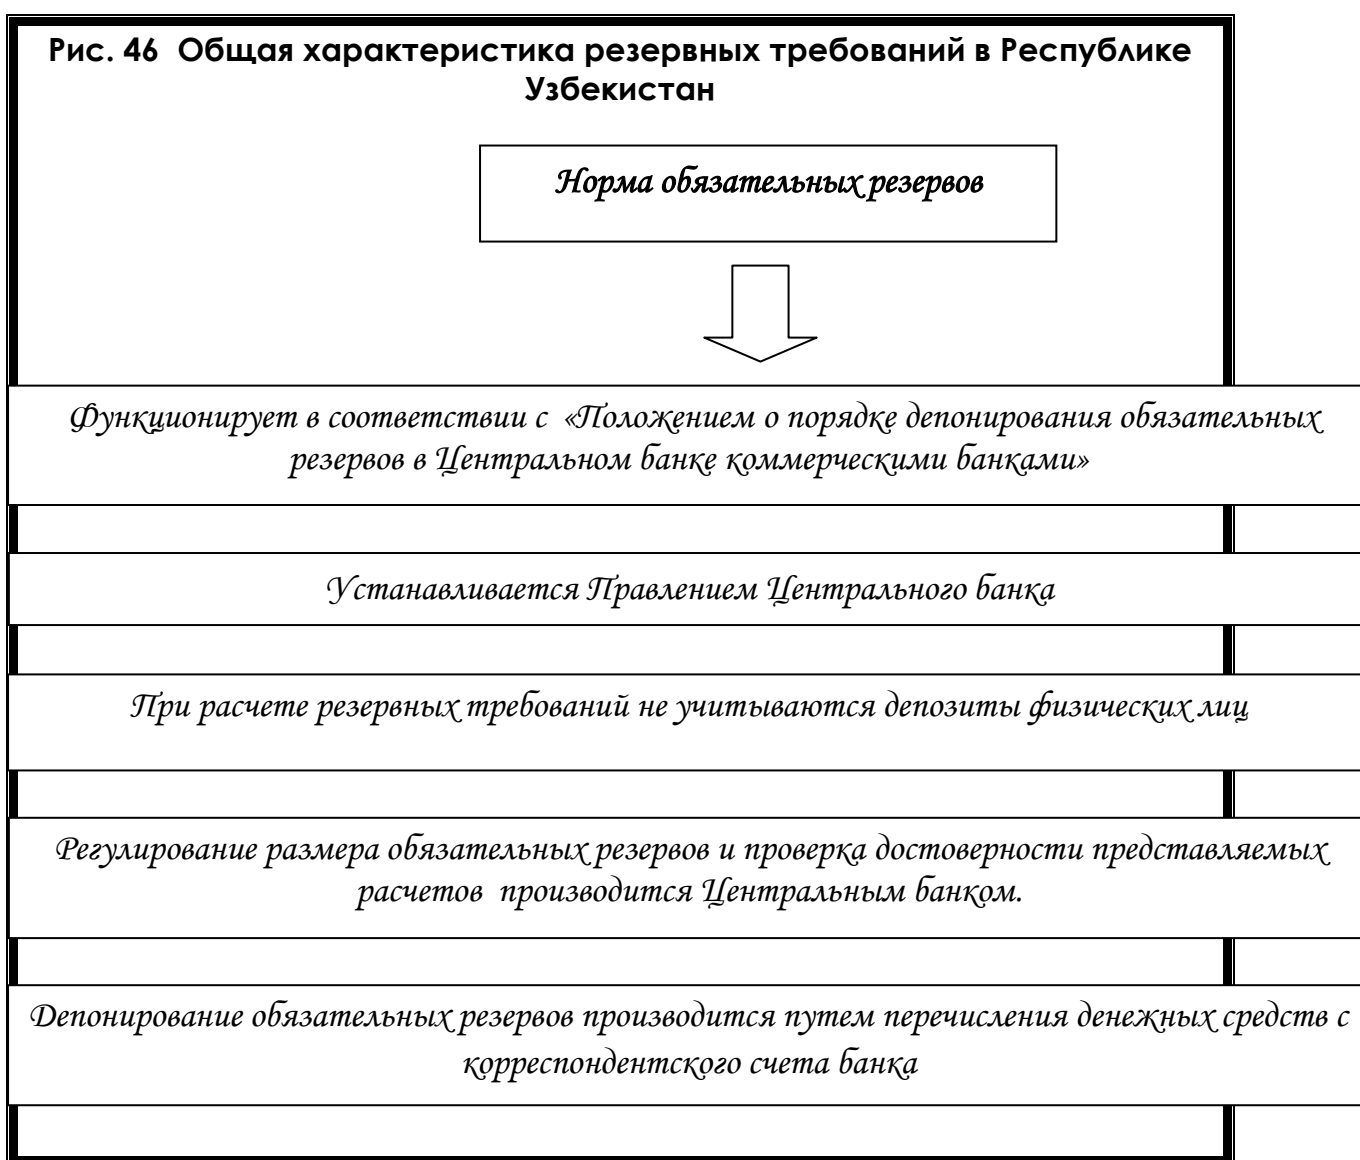 Рис. 46  Общая характеристика резервных требований в Республике
Узбекистан
Норма обязательных резервов
Функционирует в соответствии с  «Положением о порядке депонирования обязательных
резервов в Центральном банке коммерческими банками»
Устанавливается Правлением Центрального банка
При расчете резервных требований не учитываются депозиты физических лиц
Регулирование размера обязательных резервов и проверка достоверности представляемых
расчетов  производится Центральным банком.
Депонирование обязательных резервов производится путем перечисления денежных средств с
корреспондентского счета банка